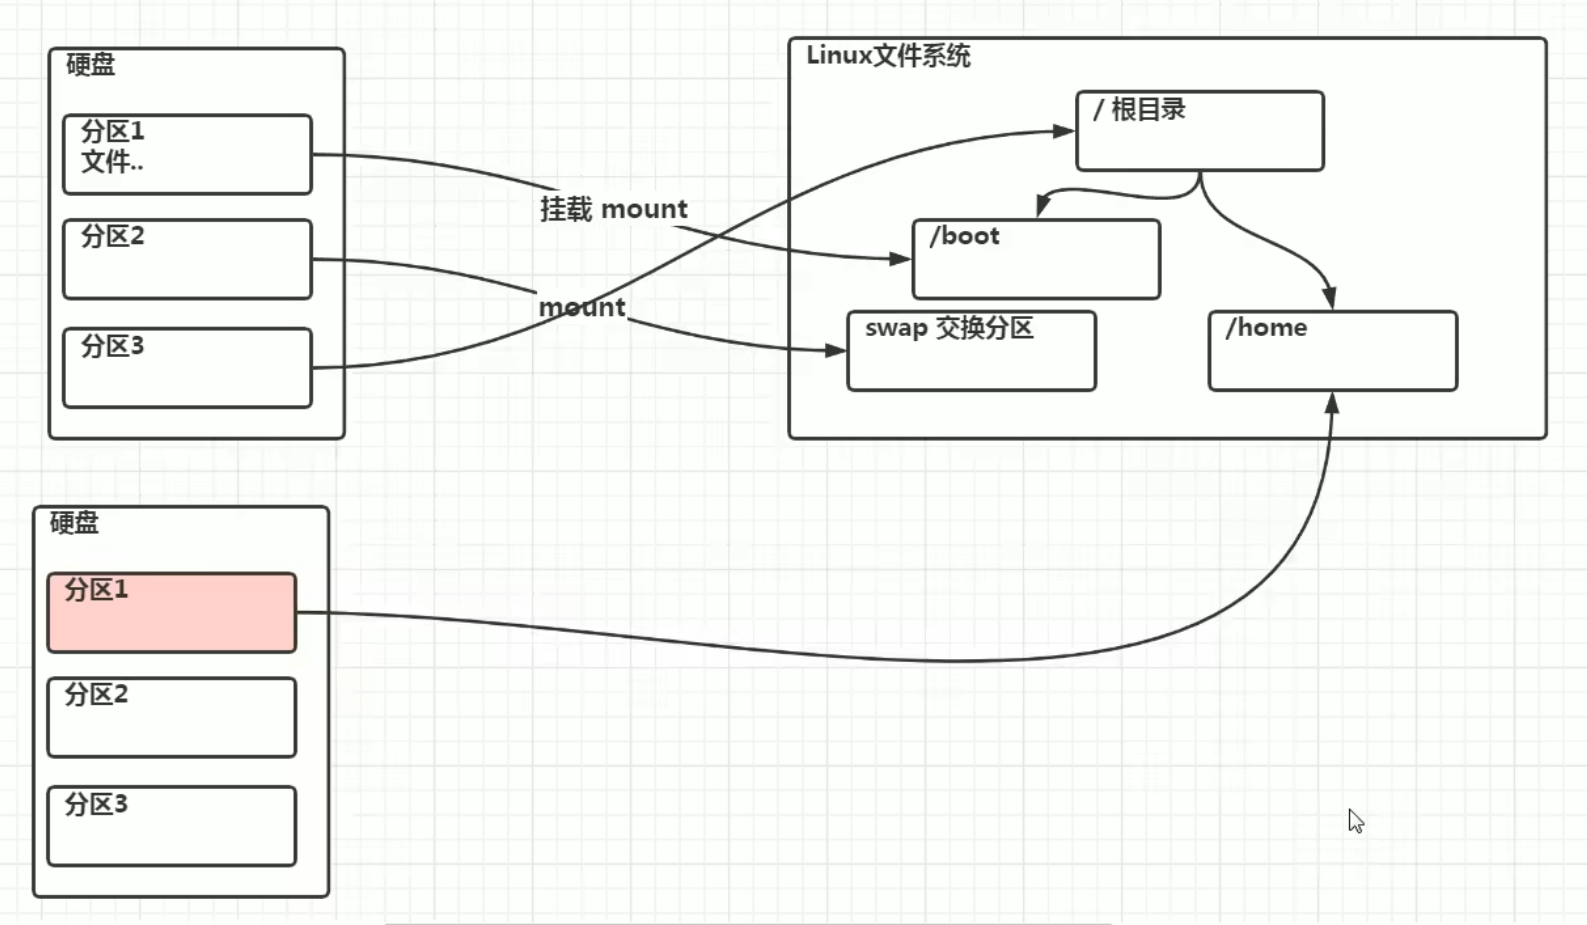 硬盘
分区1
文件..
分区2
分区3
挂载 mount
mount
Linux文件系统
/ 根目录
/boot
swap 交换分区
/home
硬盘
分区1
分区2
分区3